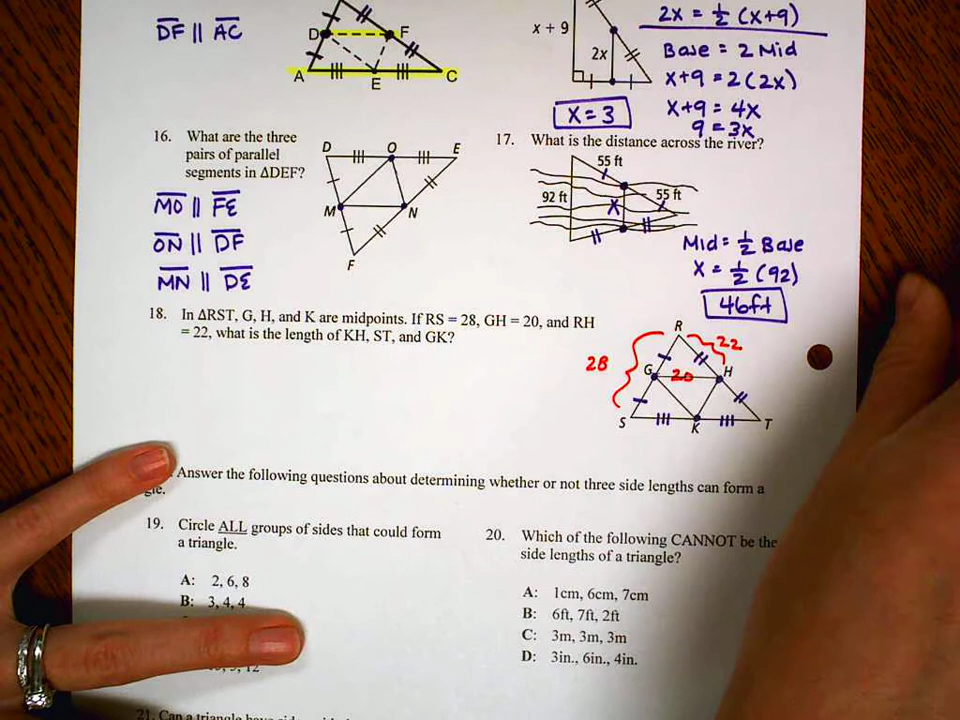 DF || AC
D
F
A
E
C
x + 9
2x
2x = ½ (x+9)
Base = 2 Mid
x+9 = 2(2x)
x+9 = 4x
9 = 3x
x = 3
16. What are the three
pairs of parallel
segments in ΔDEF?
MO || FE
ON || DF
MN || DE
D
O
E
M
N
F
17. What is the distance across the river?
55 ft
92 ft
55 ft
X
Mid = ½ Base
X = ½ (92)
46ft
18. In ΔRST, G, H, and K are midpoints. If RS = 28, GH = 20, and RH
= 22, what is the length of KH, ST, and GK?
R
22
28
G
20
H
S
K
T
Answer the following questions about determining whether or not three side lengths can form a
gle.
19. Circle ALL groups of sides that could form
a triangle.
A: 2, 6, 8
B: 3, 4, 4
20. Which of the following CANNOT be the
side lengths of a triangle?
A: 1cm, 6cm, 7cm
B: 6ft, 7ft, 2ft
C: 3m, 3m, 3m
D: 3in., 6in., 4in.
21. Can a triangle have